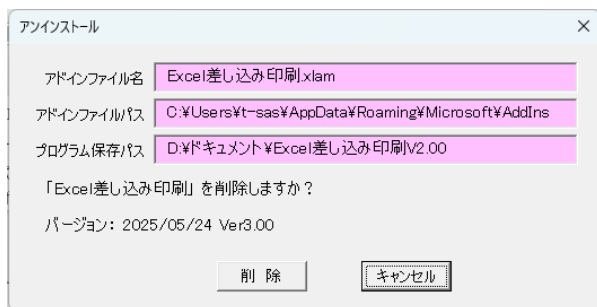 アンインストール
アドインファイル名 Excel差し込み印刷.xlam
アドインファイルパス C:¥Users¥t-sas¥AppData¥Roaming¥Microsoft¥AddIns
プログラム保存パス D:¥ドキュメント¥Excel差し込み印刷V2.00
「Excel差し込み印刷」を削除しますか？
バージョン：2025/05/24 Ver3.00
削 除 キャンセル